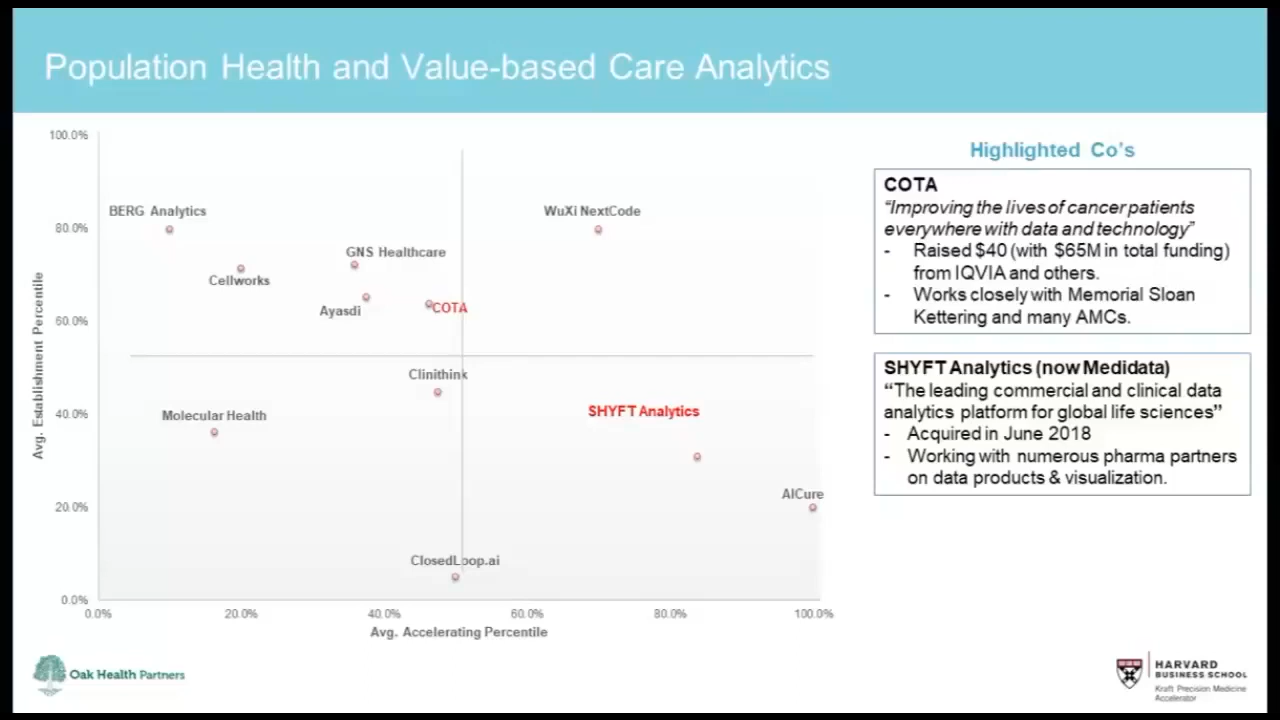 Population Health and Value-based Care Analytics
100.0%
80.0%
60.0%
40.0%
20.0%
0.0%
Avg. Establishment Percentile
BERG Analytics
WuXi NextCode
GNS Healthcare
Cellworks
Ayasdi
COTA
Clinithink
Molecular Health
SHYFT Analytics
AICure
ClosedLoop.ai
0.0%
20.0%
40.0%
60.0%
80.0%
100.0%
Avg. Accelerating Percentile
Highlighted Co's
COTA
“Improving the lives of cancer patients
everywhere with data and technology”
- Raised $40 (with $65M in total funding)
from IQVIA and others.
- Works closely with Memorial Sloan
Kettering and many AMCs.
SHYFT Analytics (now Medidata)
“The leading commercial and clinical data
analytics platform for global life sciences”
- Acquired in June 2018
- Working with numerous pharma partners
on data products & visualization.
Oak Health Partners
HARVARD
BUSINESS SCHOOL
Kraft Precision Medicine
Accelerator